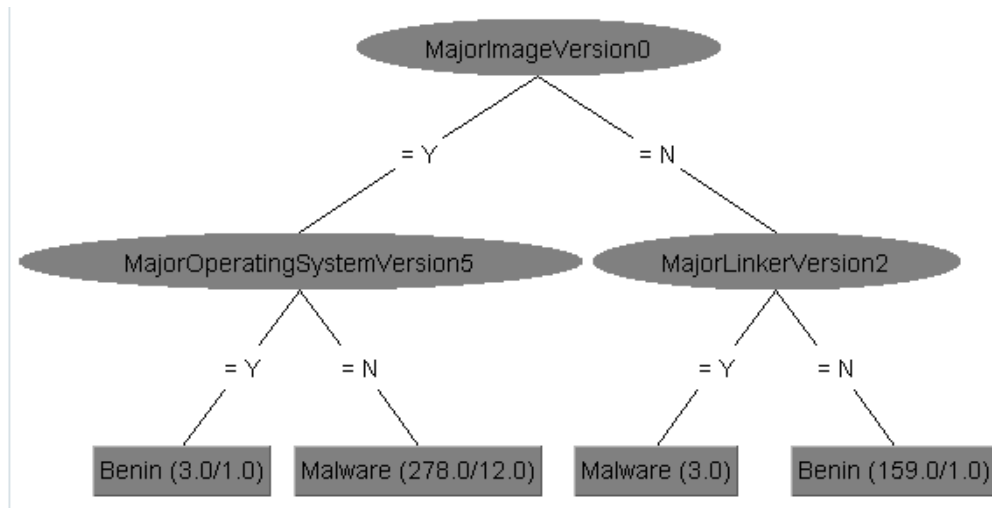 MajorImageVersion0
= Y
= N
MajorOperatingSystemVersion5
MajorLinkerVersion2
= Y
= N
= Y
= N
Benin (3.0/1.0)
Malware (278.0/12.0)
Malware (3.0)
Benin (159.0/1.0)